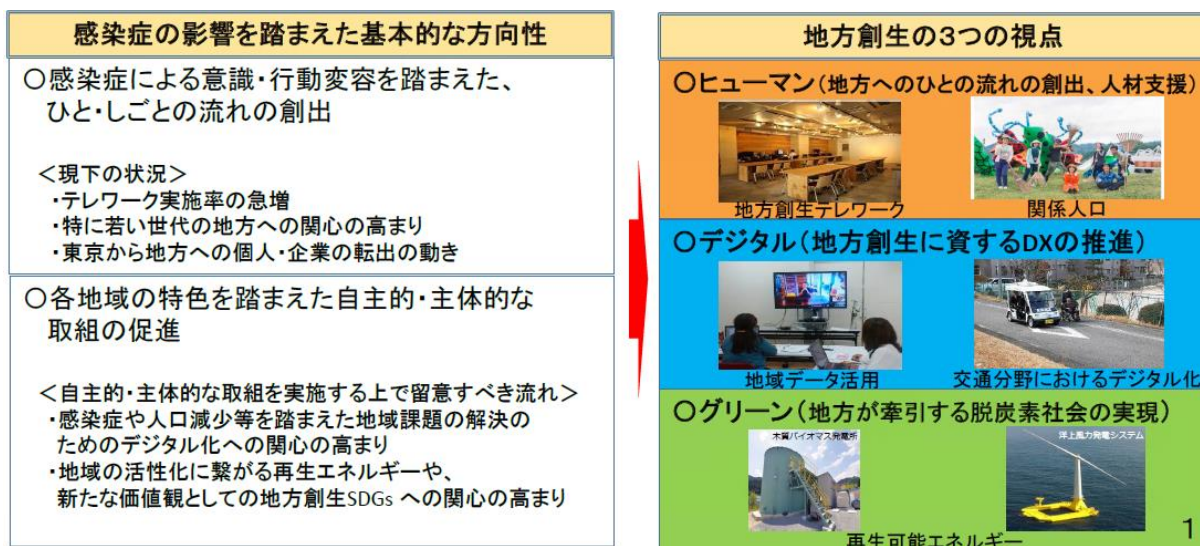 感染症の影響を踏まえた基本的な方向性
○感染症による意識・行動変容を踏まえた、
ひと・しごとの流れの創出
＜現下の状況＞
・テレワーク実施率の急増
・特に若い世代の地方への関心の高まり
・東京から地方への個人・企業の転出の動き
○各地域の特色を踏まえた自主的・主体的な
取組の促進
＜自主的・主体的な取組を実施する上で留意すべき流れ＞
・感染症や人口減少等を踏まえた地域課題の解決の
ためのデジタル化への関心の高まり
・地域の活性化に繋がる再生エネルギーや、
新たな価値観としての地方創生SDGs への関心の高まり
地方創生の3つの視点
○ヒューマン（地方へのひとの流れの創出、人材支援）
地方創生テレワーク
関係人口
○デジタル（地方創生に資するDXの推進）
地域データ活用
交通分野におけるデジタル化
○グリーン（地方が牽引する脱炭素社会の実現）
木質バイオマス発電所
洋上風力発電システム
再生可能エネルギー
1